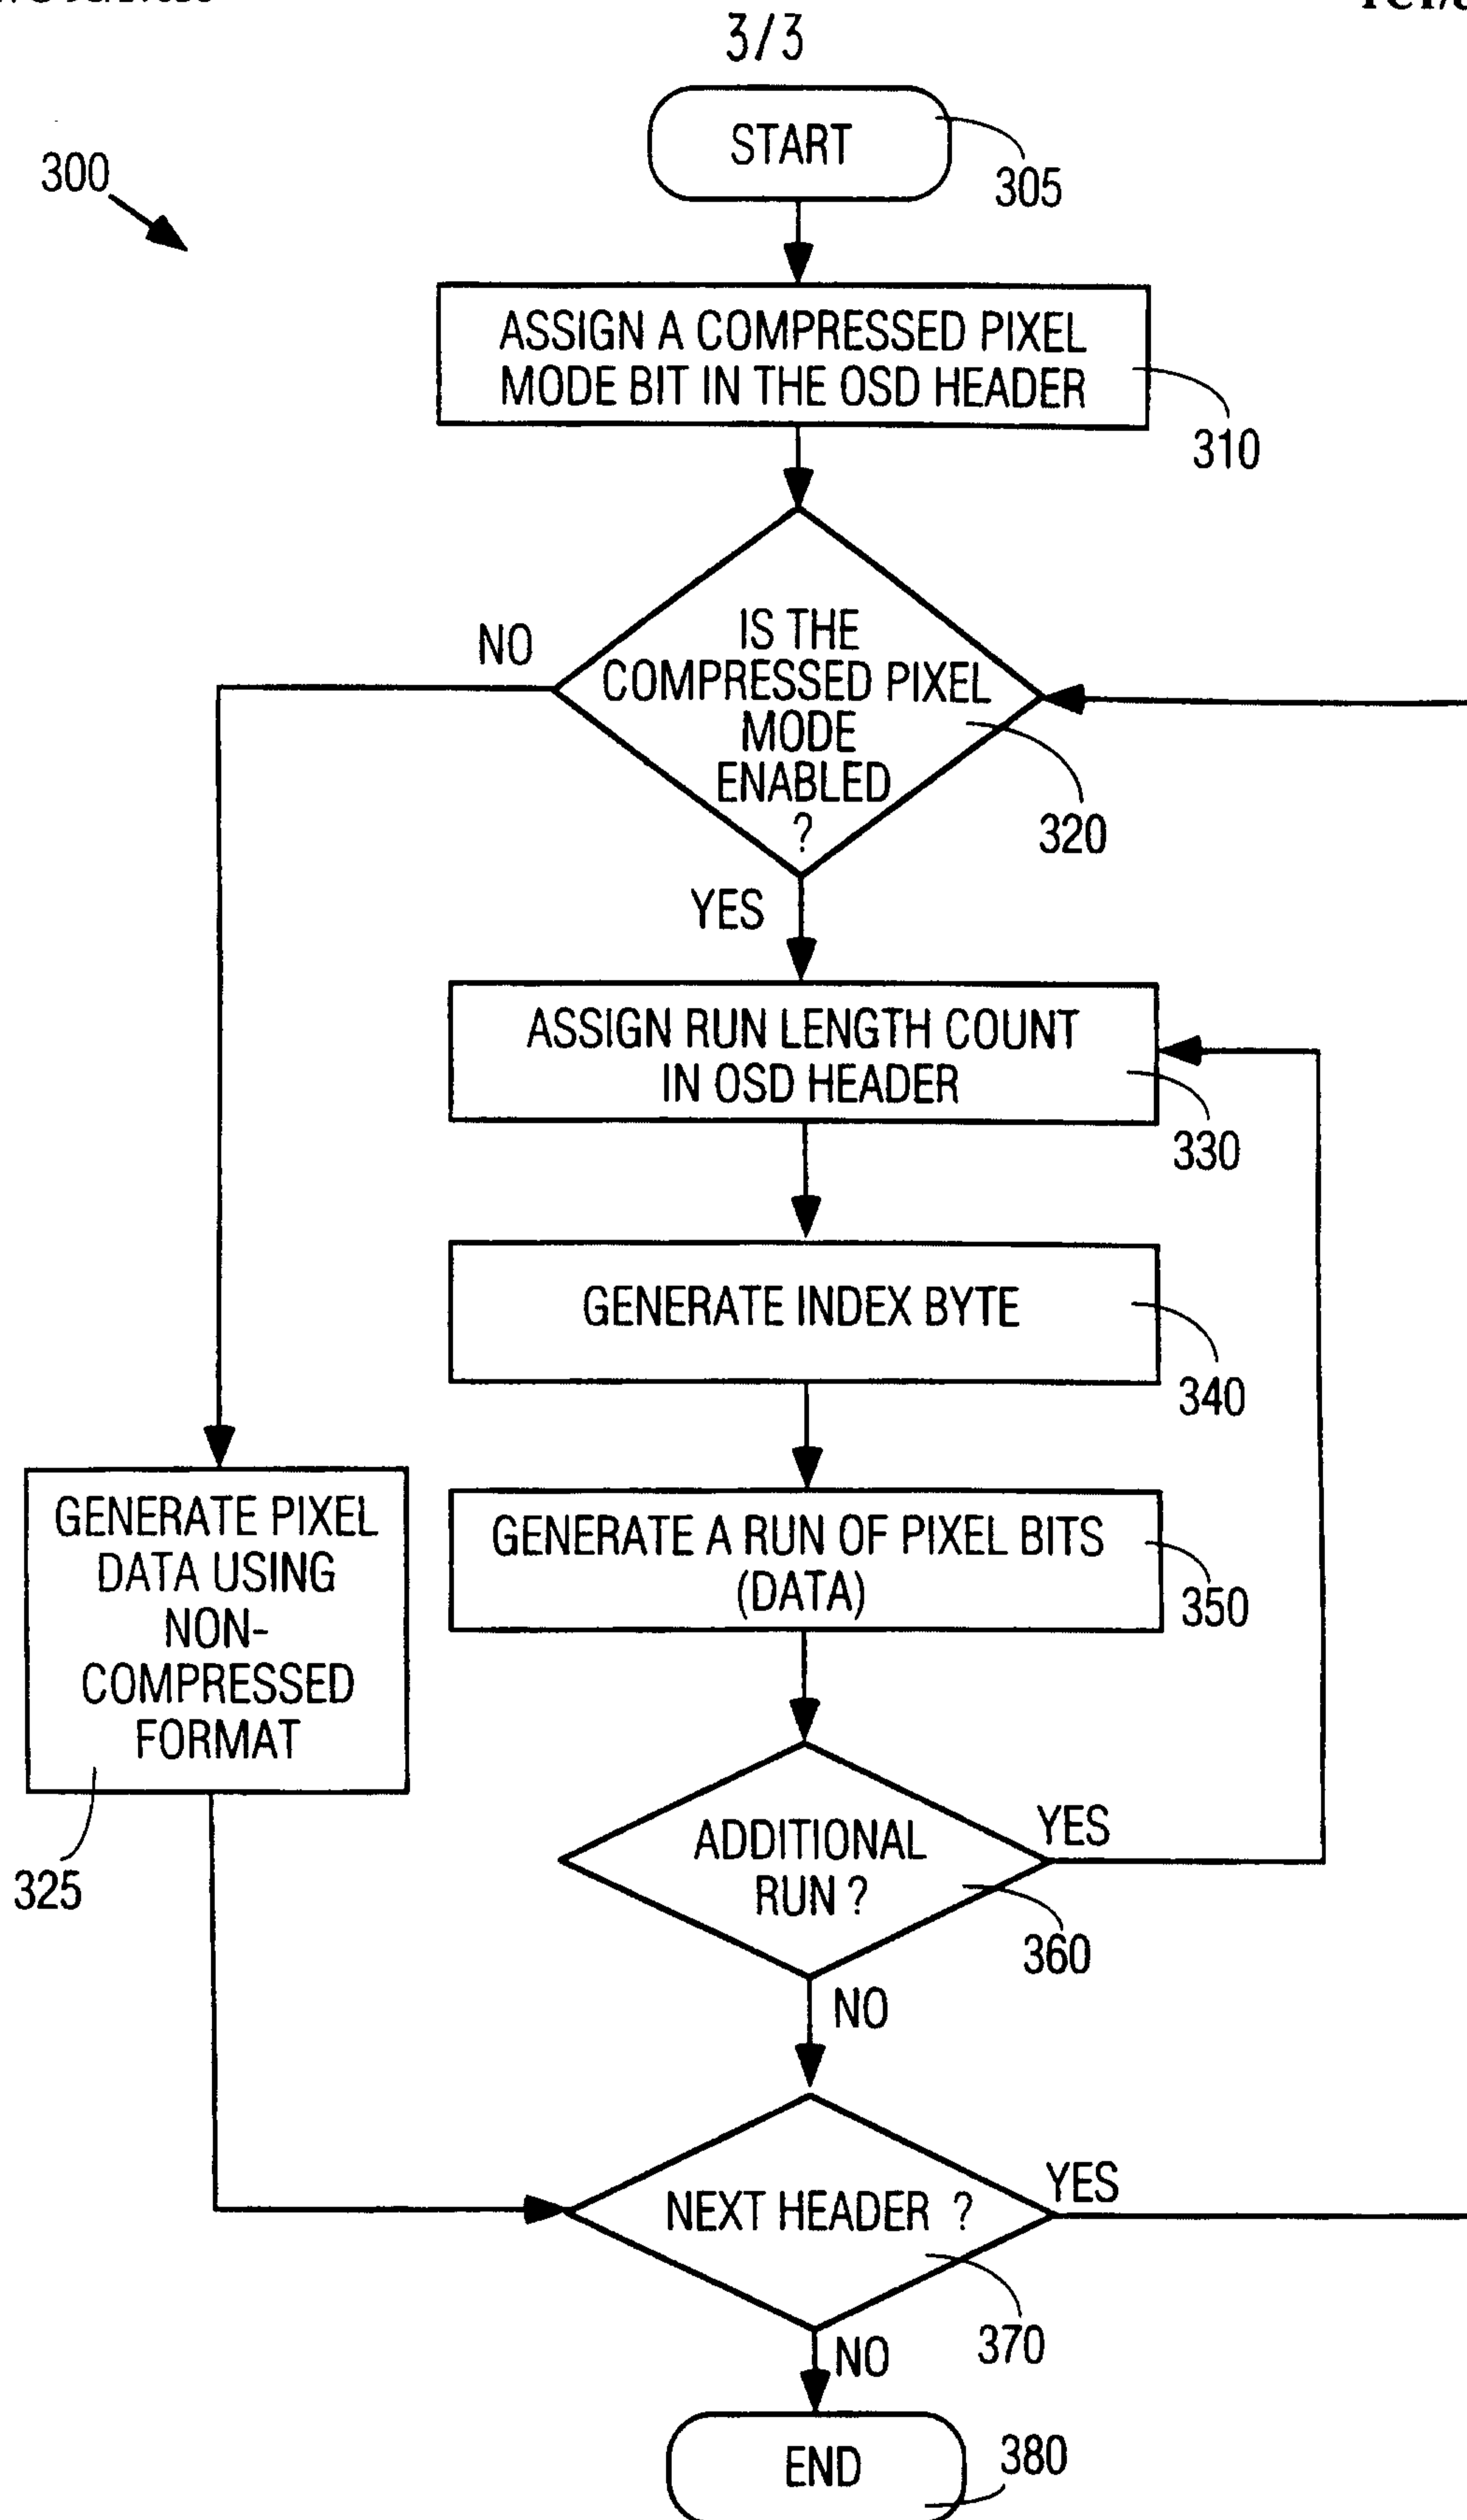 3/3
START
305
300
ASSIGN A COMPRESSED PIXEL
MODE BIT IN THE OSD HEADER
310
NO
IS THE
COMPRESSED PIXEL
MODE
ENABLED
?
320
YES
ASSIGN RUN LENGTH COUNT
IN OSD HEADER
330
GENERATE INDEX BYTE
340
GENERATE PIXEL
DATA USING
NON-
COMPRESSED
FORMAT
325
GENERATE A RUN OF PIXEL BITS
(DATA)
350
ADDITIONAL
RUN ?
YES
360
NO
NEXT HEADER ?
YES
370
NO
END
380